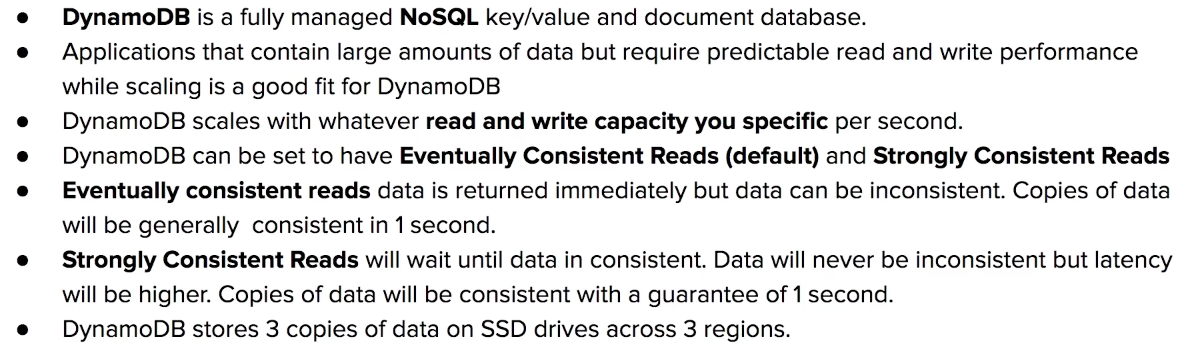 ● DynamoDB is a fully managed NoSQL key/value and document database.
● Applications that contain large amounts of data but require predictable read and write performance
while scaling is a good fit for DynamoDB
● DynamoDB scales with whatever read and write capacity you specific per second.
● DynamoDB can be set to have Eventually Consistent Reads (default) and Strongly Consistent Reads
● Eventually consistent reads data is returned immediately but data can be inconsistent. Copies of data
will be generally  consistent in 1 second.
● Strongly Consistent Reads will wait until data in consistent. Data will never be inconsistent but latency
will be higher. Copies of data will be consistent with a guarantee of 1 second.
● DynamoDB stores 3 copies of data on SSD drives across 3 regions.